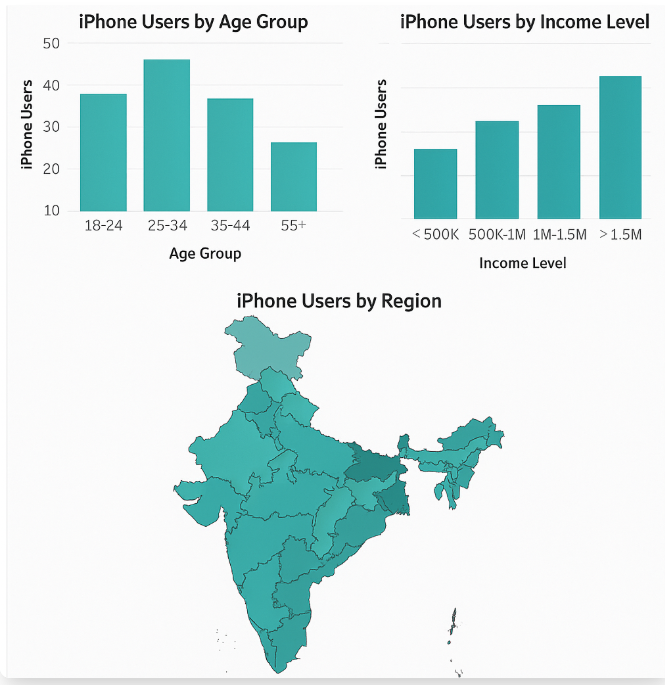 iPhone Users by Age Group
50
40
30
20
10
iPhone Users
18-24 25-34 35-44 55+
Age Group
iPhone Users by Income Level
iPhone Users
< 500K 500K-1M 1M-1.5M > 1.5M
Income Level
iPhone Users by Region